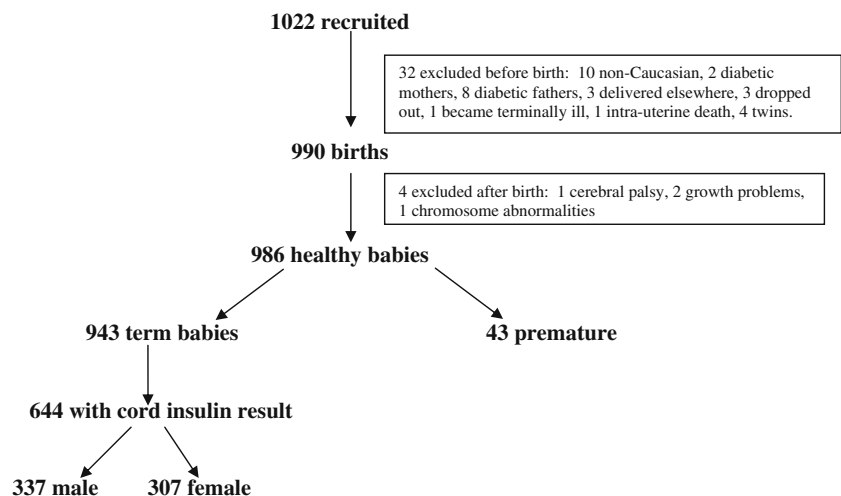 1022 recruited
32 excluded before birth: 10 non-Caucasian, 2 diabetic
mothers, 8 diabetic fathers, 3 delivered elsewhere, 3 dropped
out, 1 became terminally ill, 1 intra-uterine death, 4 twins.
990 births
4 excluded after birth: 1 cerebral palsy, 2 growth problems,
1 chromosome abnormalities
986 healthy babies
943 term babies
43 premature
644 with cord insulin result
337 male
307 female